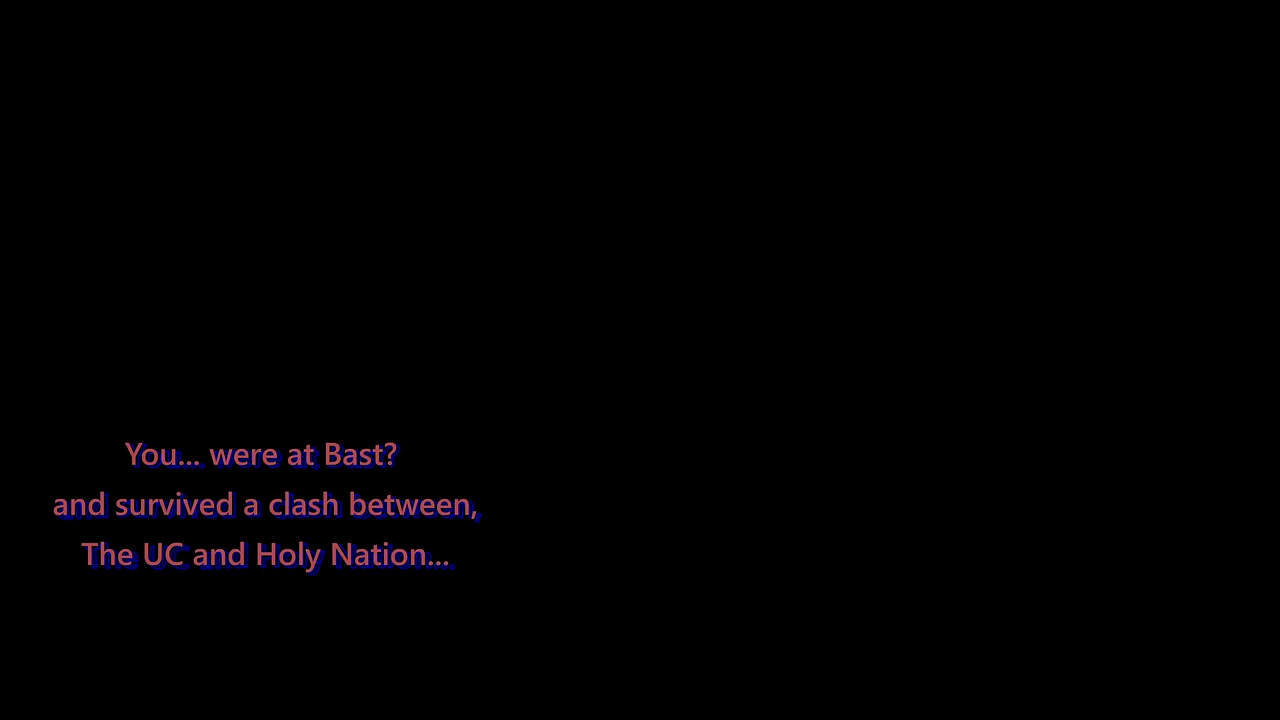 You... were at Bast?
and survived a clash between,
The UC and Holy Nation...